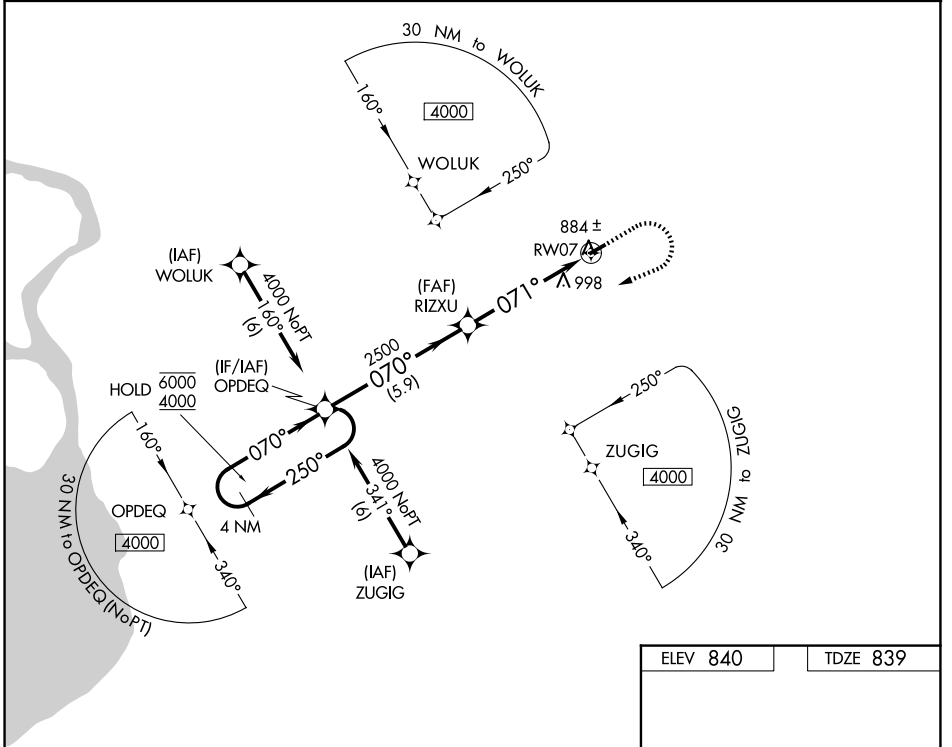 30 NM to WOLUK
160°
4000
WOLUK
250°
884 ±
RW07
998
(IAF)
WOLUK
4000 NoPT
160°
(6)
(FAF)
RIZXU
071°
2500
070°
(5.9)
(IF/IAF)
OPDEQ
HOLD 6000
4000
070°
250°
4 NM
160°
OPDEQ
4000
340°
30 NM to OPDEQ (NoPT)
4000 NoPT
341°
(6)
(IAF)
ZUGIG
250°
ZUGIG
4000
340°
30 NM to ZUGIG
ELEV 840
TDZE 839